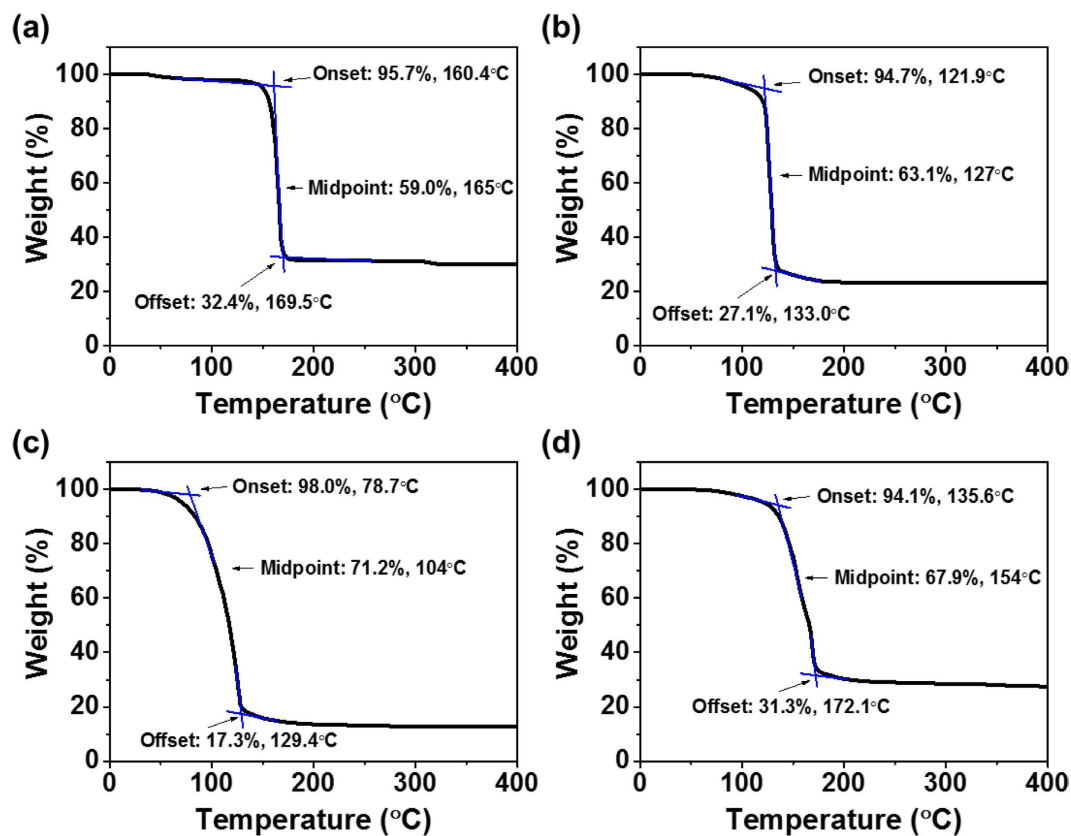 (a)
Weight (%)
100
80
60
40
20
0
Onset: 95.7%, 160.4°C
Midpoint: 59.0%, 165°C
Offset: 32.4%, 169.5°C
0 100 200 300 400
Temperature (°C)
(b)
Weight (%)
100
80
60
40
20
0
Onset: 94.7%, 121.9°C
Midpoint: 63.1%, 127°C
Offset: 27.1%, 133.0°C
0 100 200 300 400
Temperature (°C)
(c)
Weight (%)
100
80
60
40
20
0
Onset: 98.0%, 78.7°C
Midpoint: 71.2%, 104°C
Offset: 17.3%, 129.4°C
0 100 200 300 400
Temperature (°C)
(d)
Weight (%)
100
80
60
40
20
0
Onset: 94.1%, 135.6°C
Midpoint: 67.9%, 154°C
Offset: 31.3%, 172.1°C
0 100 200 300 400
Temperature (°C)